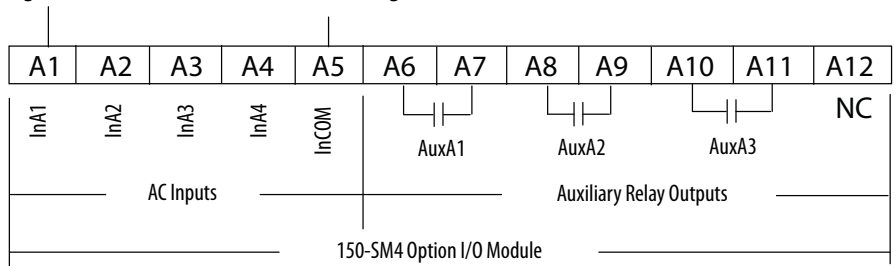 A1 A2 A3 A4 A5 A6 A7 A8 A9 A10 A11 A12
InA1 InA2 InA3 InA4 InCOM NC
AuxA1 AuxA2 AuxA3
AC Inputs Auxiliary Relay Outputs
150-SM4 Option I/O Module